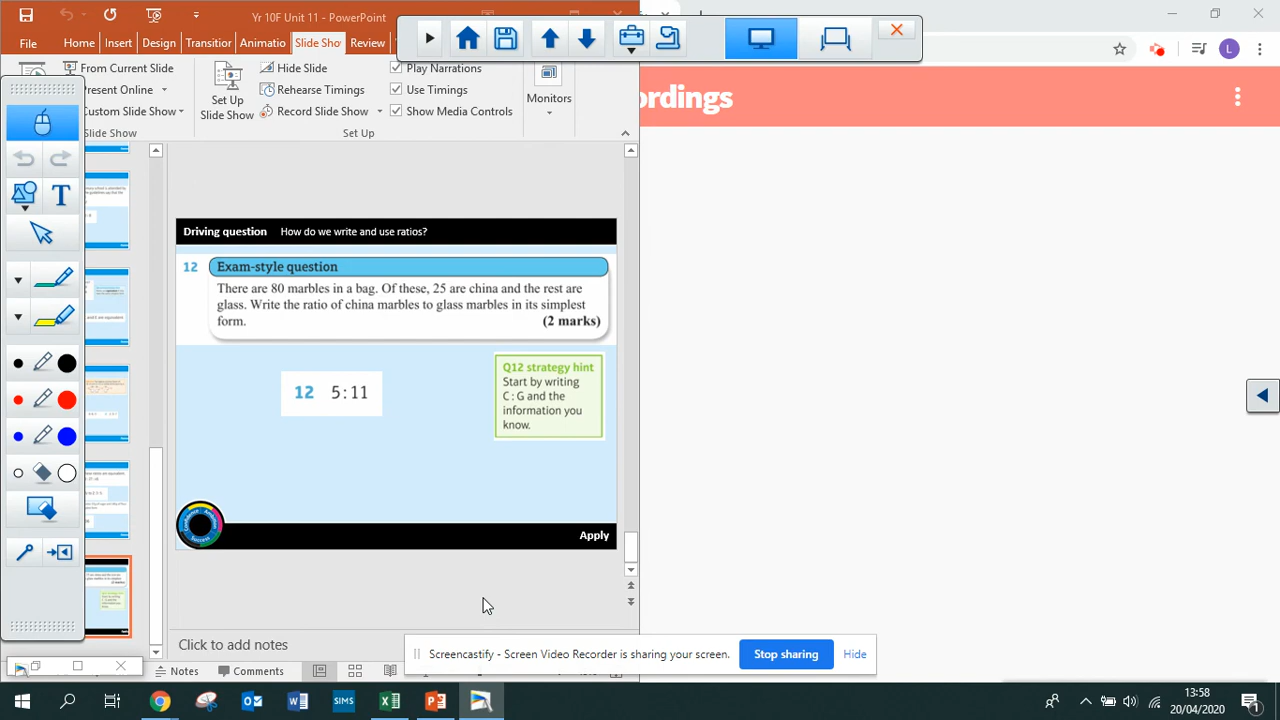 Yr 10F Unit 11 - PowerPoint
File Home Insert Design Transitior Animatio Slide Sho Review
From Current Slide
Present Online
Custom Slide Show
Slide Show
Set Up
Slide Show
Hide Slide
Rehearse Timings
Record Slide Show
Play Narrations
Use Timings
Show Media Controls
Set Up
Monitors
ordings
L
T
Driving question How do we write and use ratios?
12 Exam-style question
There are 80 marbles in a bag. Of these, 25 are china and the rest are
glass. Write the ratio of china marbles to glass marbles in its simplest
form. (2 marks)
12 5 : 11
Q12 strategy hint
Start by writing
C : G and the
information you
know.
Apply
Click to add notes
Notes Comments
Screencastify - Screen Video Recorder is sharing your screen. Stop sharing Hide
SIMS
13:58
20/04/2020